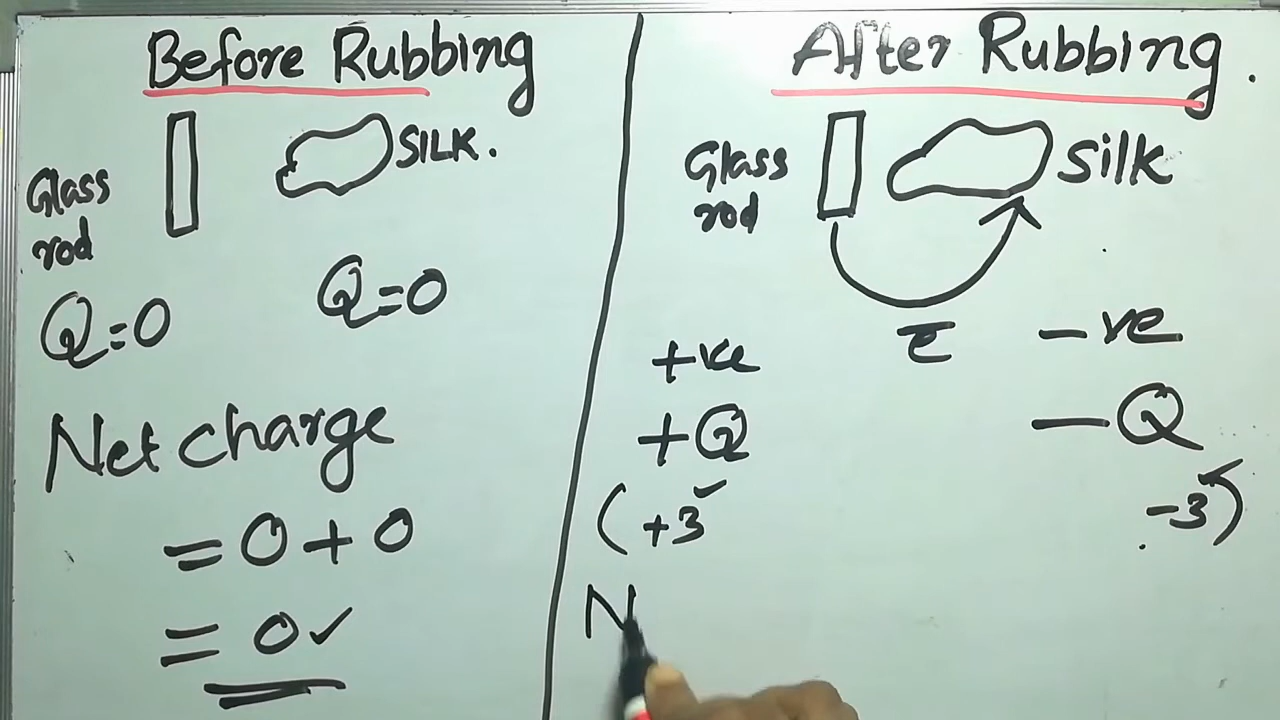 Before Rubbing
Glass
rod
SILK.
Q=0
Q=0
Net charge
= 0 + 0
= 0✓
After Rubbing.
Glass
rod
Silk
+ve
e̅
-ve
+Q
-Q
(+3✓
-3✓)
N